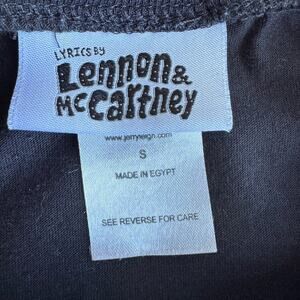 LYRICS BY
Lennon &
McCartney
www.jerryleigh.com
S
MADE IN EGYPT
SEE REVERSE FOR CARE